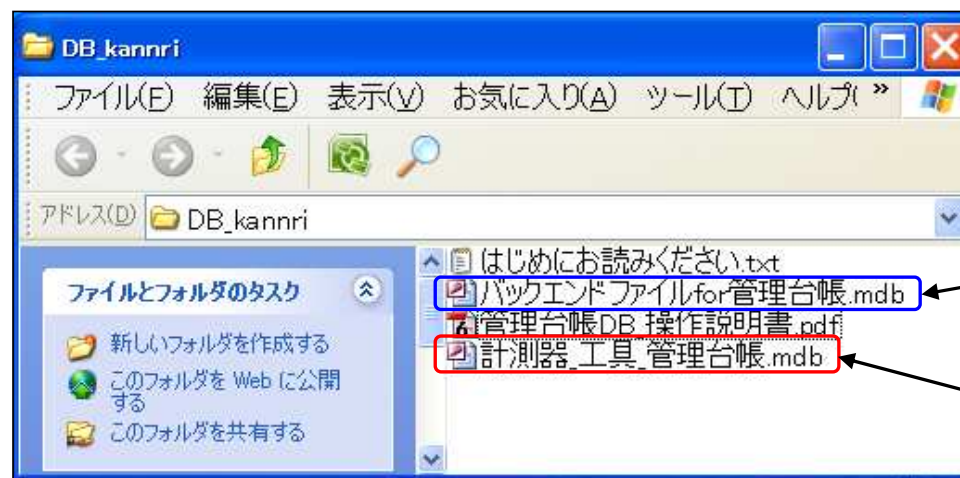 DB_kannri
ファイル(F) 編集(E) 表示(V) お気に入り(A) ツール(T) ヘルプ( »
アドレス(D) DB_kannri
ファイルとフォルダのタスク
新しいフォルダを作成する
このフォルダを Web に公開
する
このフォルダを共有する
はじめにお読みください.txt
バックエンドファイルfor管理台帳.mdb
管理台帳DB_操作説明書.pdf
計測器_工具_管理台帳.mdb